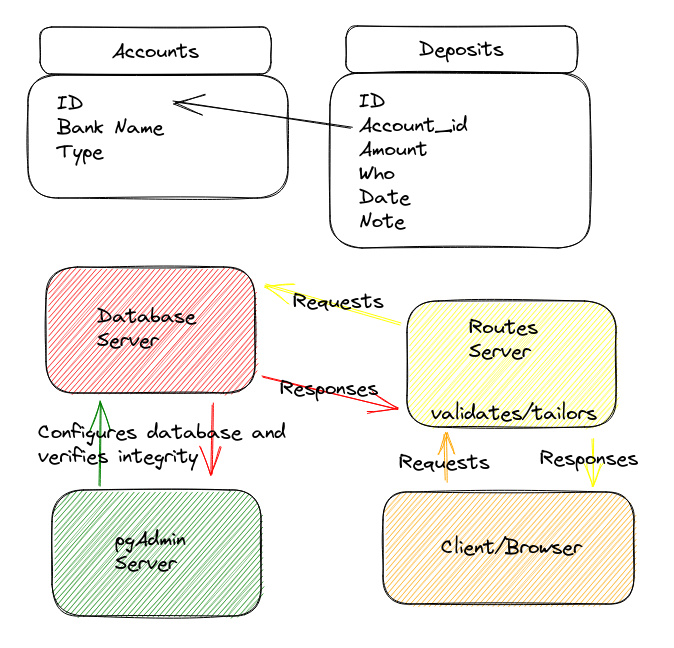 Accounts
ID
Bank Name
Type
Deposits
ID
Account_id
Amount
Who
Date
Note
Database
Server
Requests
Routes
Server
validates/tailors
Responses
Configures database and
verifies integrity
Requests
Responses
pgAdmin
Server
Client/Browser